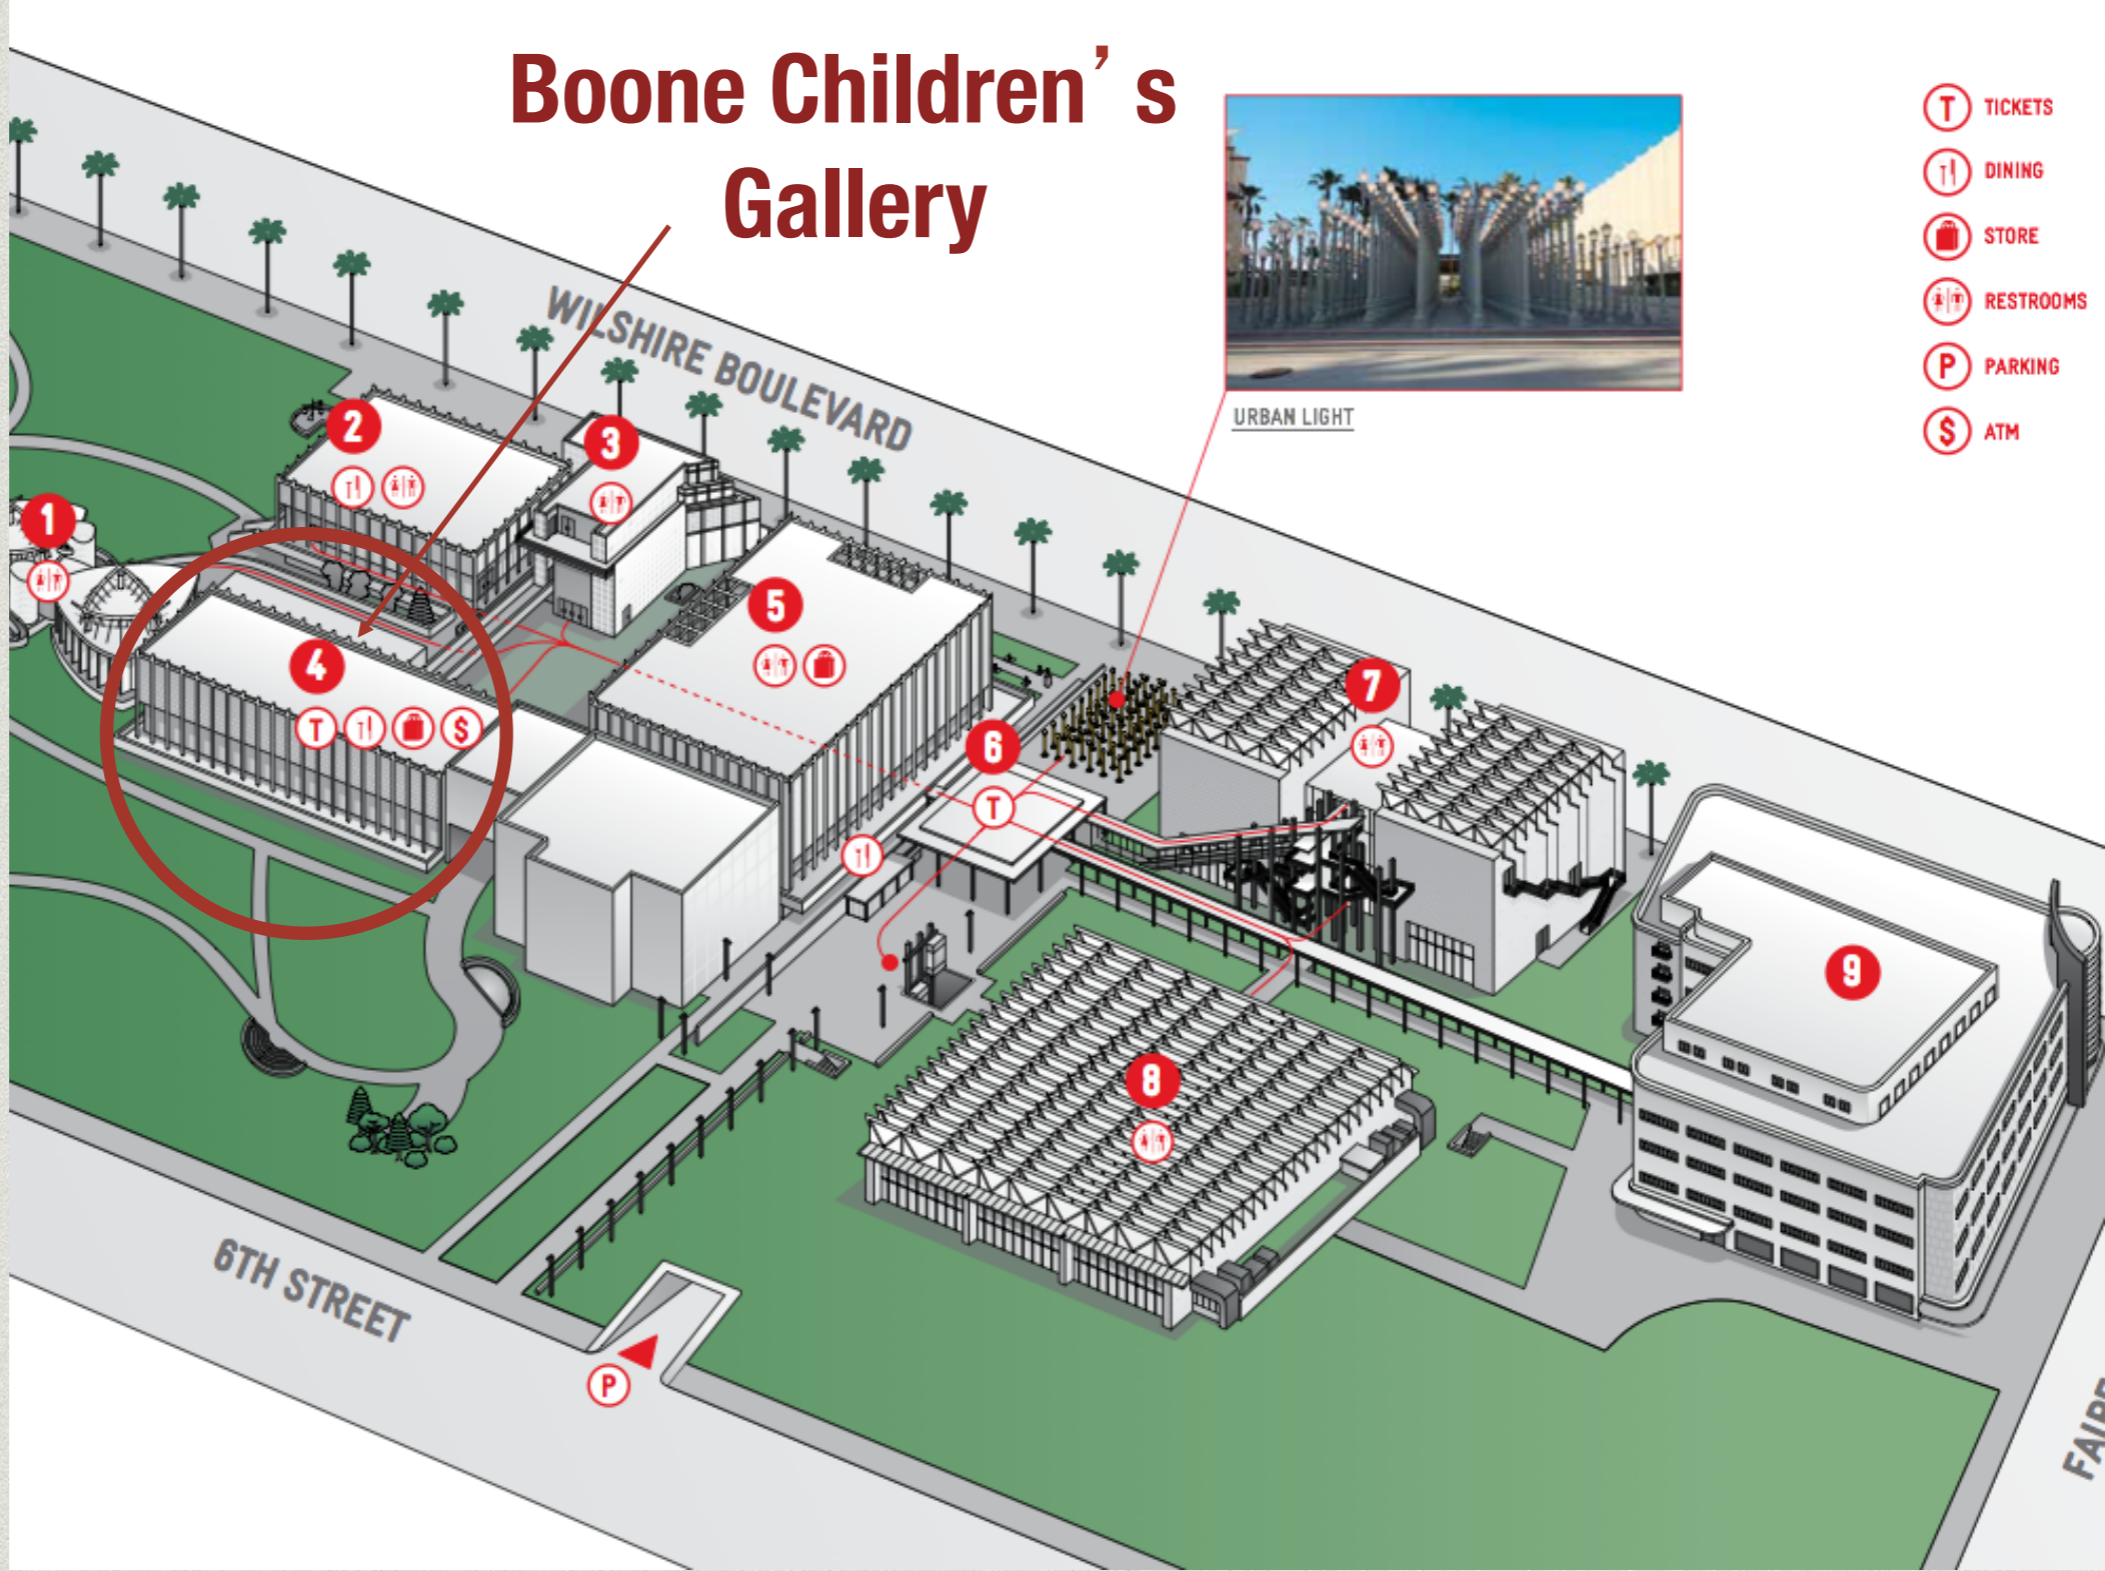 Boone Children’s
Gallery
WILSHIRE BOULEVARD
URBAN LIGHT
T TICKETS
DINING
STORE
RESTROOMS
P PARKING
$ ATM
1
2
3
4
T $
5
6
T
7
8
9
6TH STREET
P